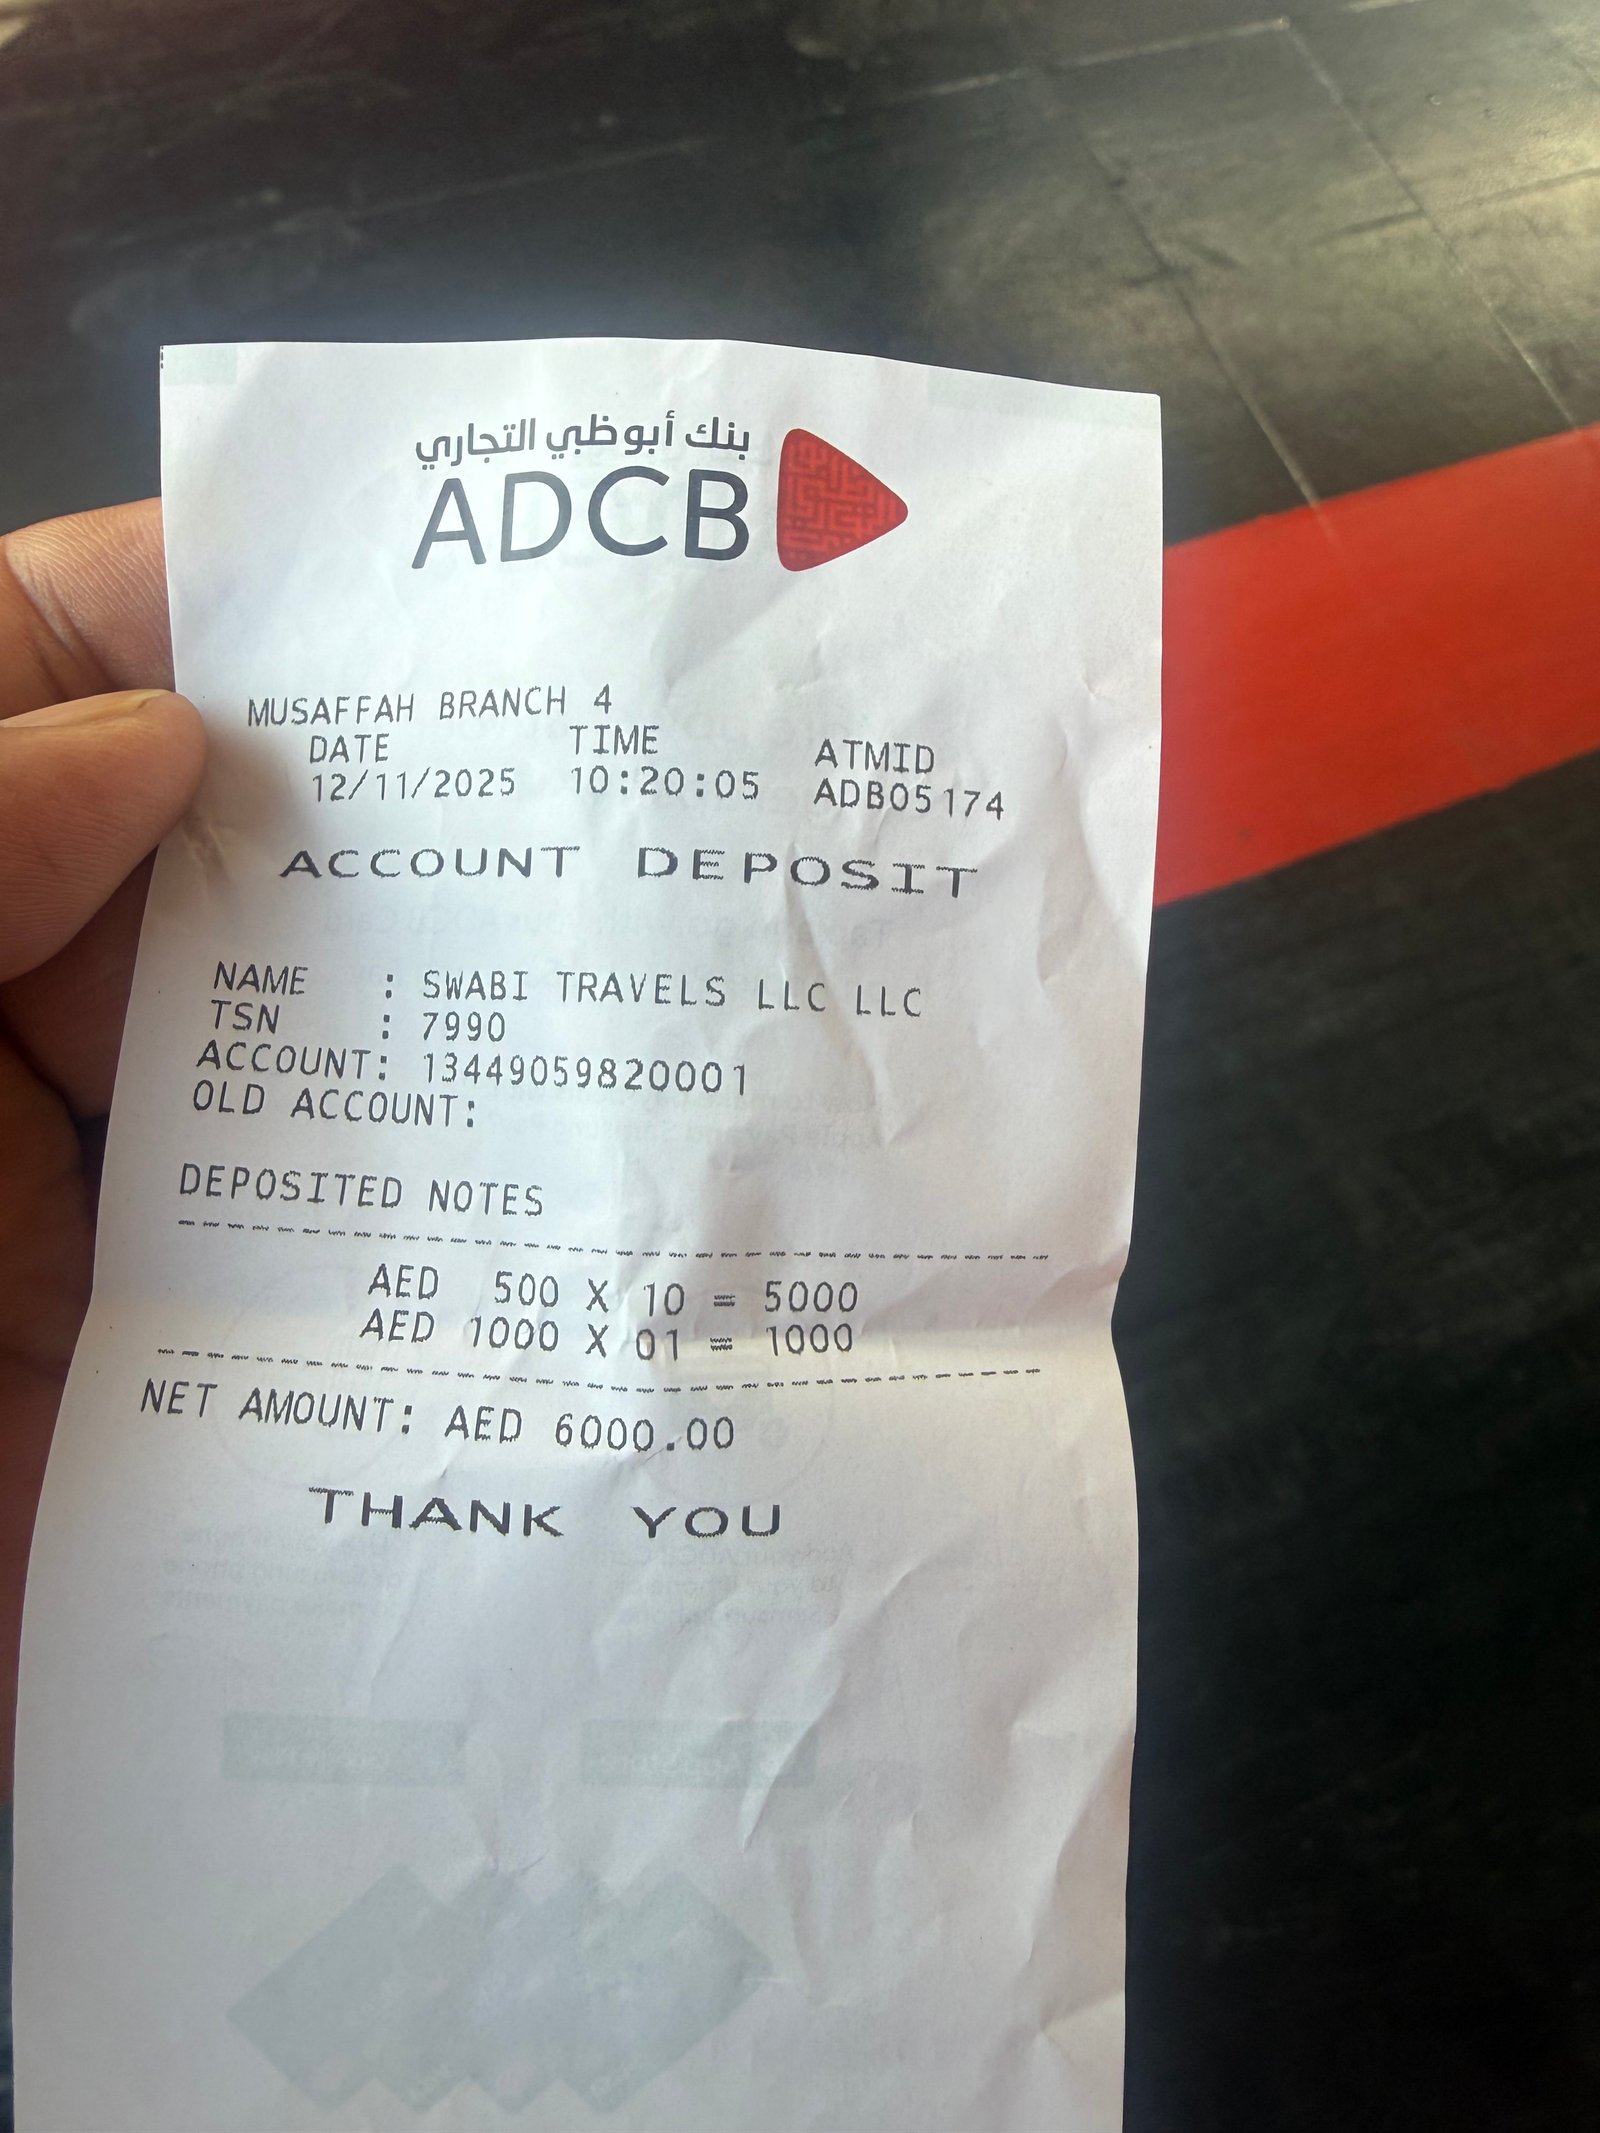 بنك أبوظبي التجاري
ADCB
MUSAFFAH BRANCH 4
DATE TIME ATMID
12/11/2025 10:20:05 ADB05174
ACCOUNT DEPOSIT
NAME : SWABI TRAVELS LLC LLC
TSN : 7990
ACCOUNT: 13449059820001
OLD ACCOUNT:
DEPOSITED NOTES
AED 500 X 10 = 5000
AED 1000 X 01 = 1000
NET AMOUNT: AED 6000.00
THANK YOU